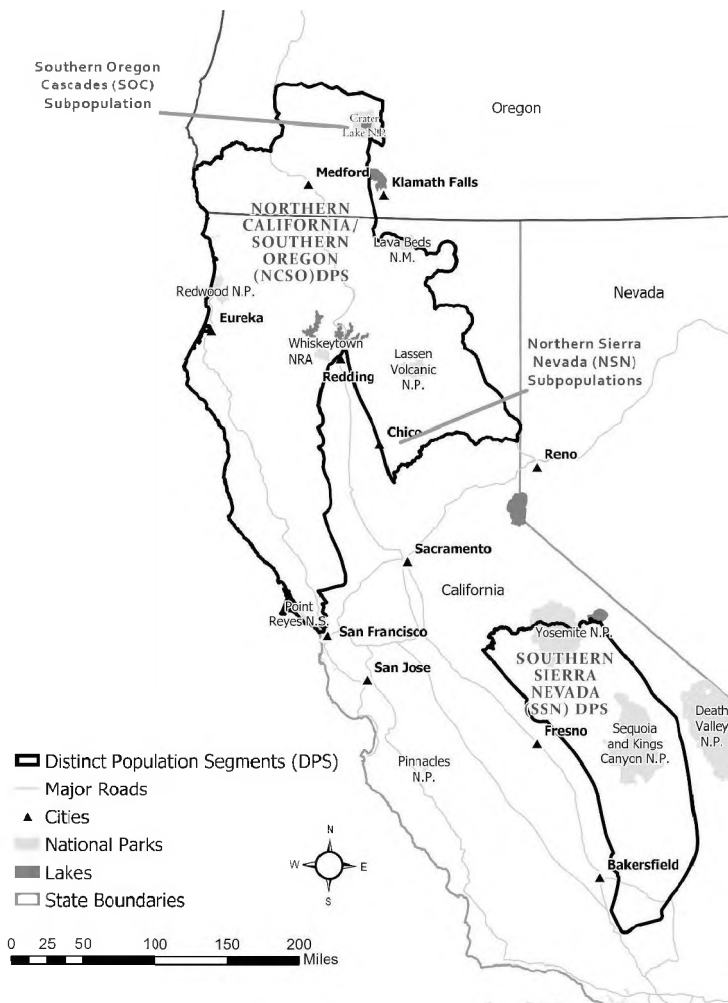 Southern Oregon
Cascades (SOC)
Subpopulation
Oregon
Crater
Lake N.P.
Medford
Klamath Falls
NORTHERN
CALIFORNIA/
SOUTHERN
OREGON
(NCSO)DPS
Lava Beds
N.M.
Redwood N.P.
Nevada
Eureka
Whiskeytown
NRA
Redding
Lassen
Volcanic
N.P.
Northern Sierra
Nevada (NSN)
Subpopulations
Chico
Reno
Sacramento
California
Point
Reyes N.S.
San Francisco
Yosemite N.P.
San Jose
SOUTHERN
SIERRA
NEVADA
(SSN) DPS
Death
Valley
N.P.
Fresno
Sequoia
and Kings
Canyon N.P.
Pinnacles
N.P.
Bakersfield
Distinct Population Segments (DPS)
Major Roads
Cities
National Parks
Lakes
State Boundaries
N
W E
S
0 25 50 100 150 200
Miles